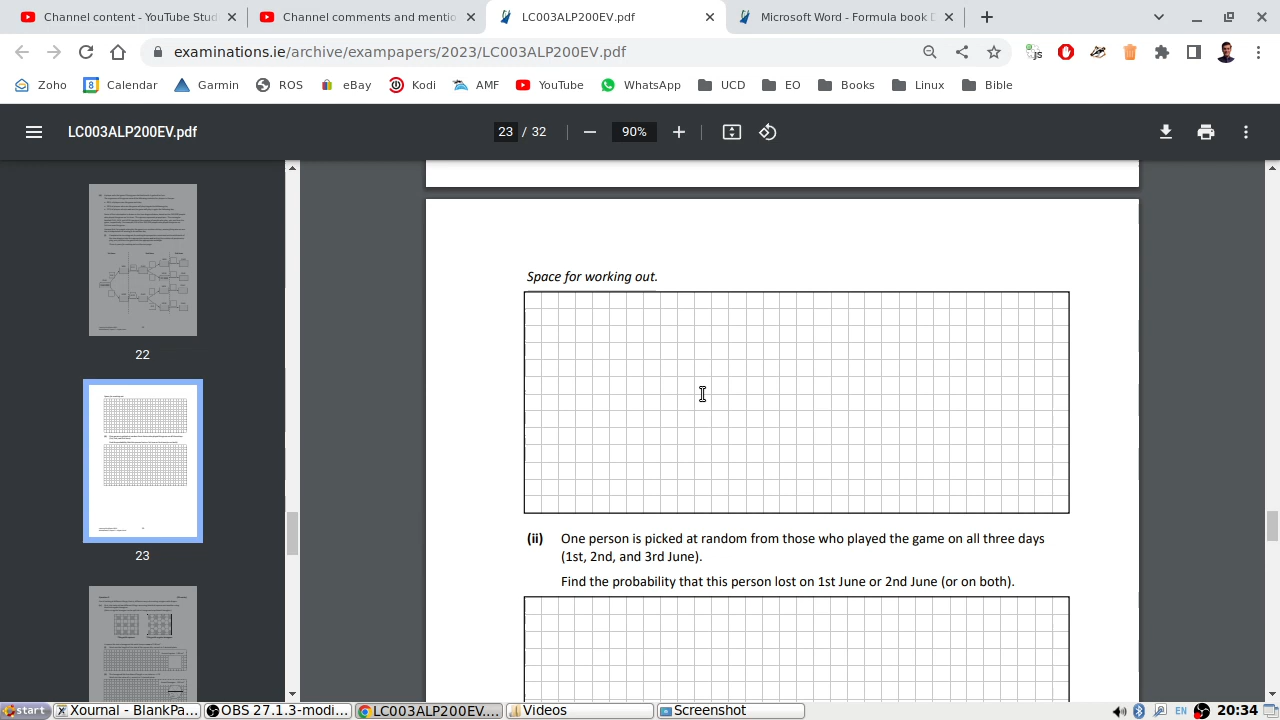 Channel content - YouTube Stud
Channel comments and mentio
LC003ALP200EV.pdf
Microsoft Word - Formula book D
examinations.ie/archive/exampapers/2023/LC003ALP200EV.pdf
JS
Zoho
8 Calendar
Garmin
ROS
eBay
Kodi
AMF
YouTube
WhatsApp
UCD
EO
Books
Linux
Bible
LC003ALP200EV.pdf
23 / 32
90%
22
23
Space for working out.
(ii) One person is picked at random from those who played the game on all three days
(1st, 2nd, and 3rd June).
Find the probability that this person lost on 1st June or 2nd June (or on both).
start
Xournal - BlankPa...
OBS 27.1.3-modi...
LC003ALP200EV....
Videos
Screenshot
EN
20:34